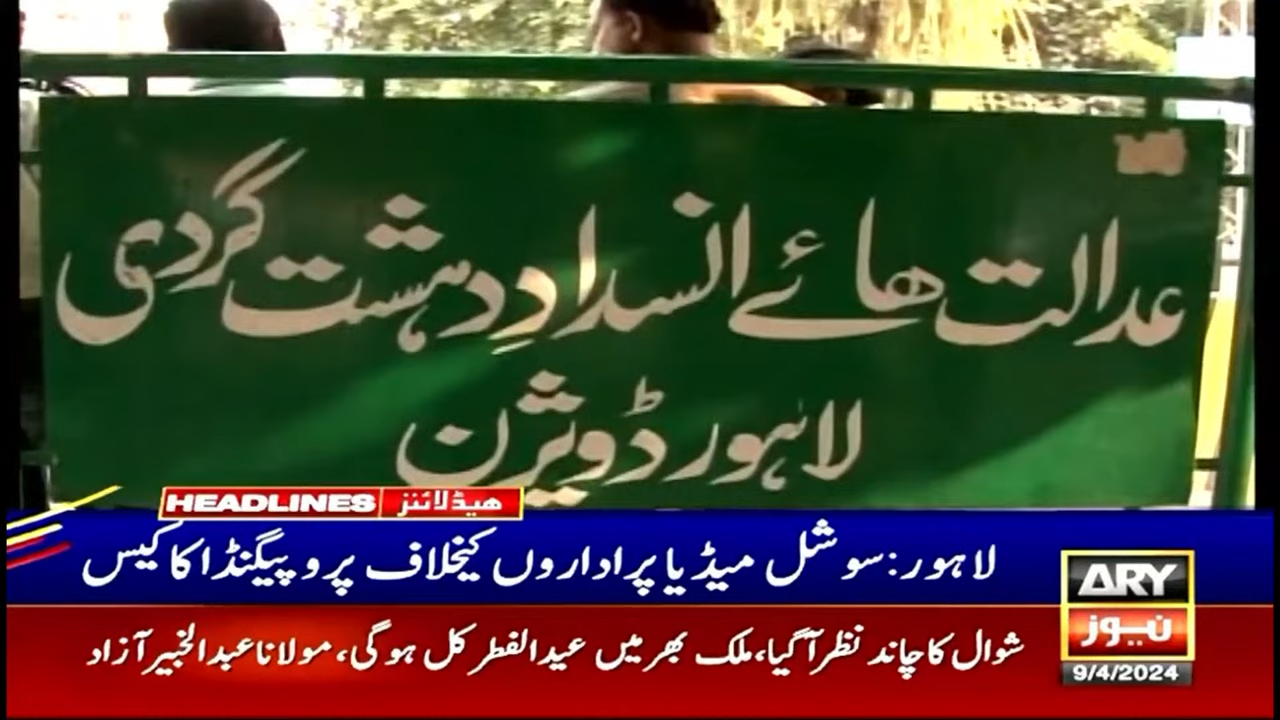 عدالت ھائے انسدادِ دہشت گردی
لاہور ڈویژن
HEADLINES ھیڈلائنز
لاہور:سوشل میڈیا پر اداروں کیخلاف پروپیگنڈا کا کیس
شوال کا چاند نظر آگیا، ملک بھر میں عیدالفطر کل ہوگی، مولانا عبدالخبیر آزاد
ARY
نیوز
9/4/2024